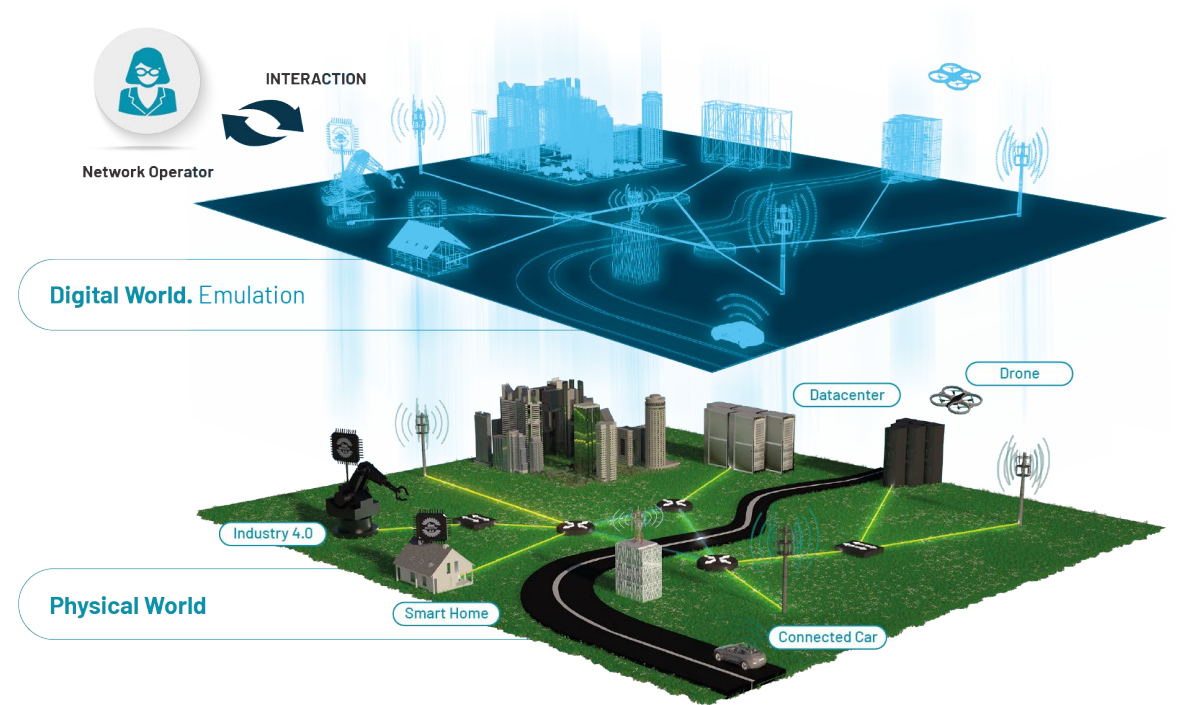 INTERACTION
Network Operator
Digital World. Emulation
Drone
Datacenter
Industry 4.0
Physical World
Smart Home
Connected Car